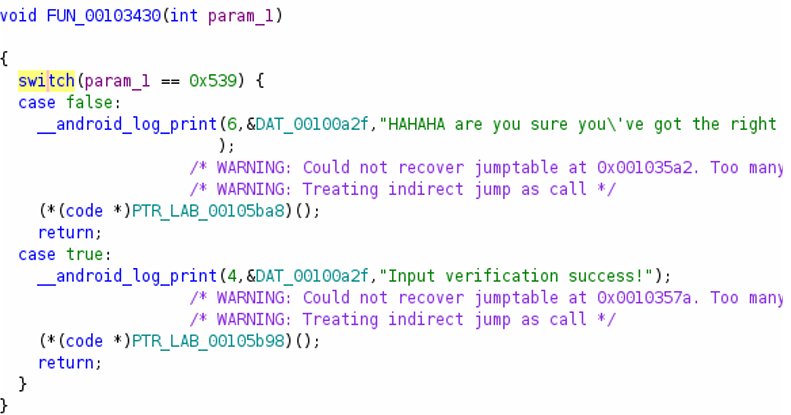 void FUN_00103430(int param_1)
{
switch(param_1 == 0x539) {
case false:
__android_log_print(6,&DAT_00100a2f,"HAHAHA are you sure you\'ve got the right
);
/* WARNING: Could not recover jumptable at 0x001035a2. Too many
/* WARNING: Treating indirect jump as call */
(*(code *)PTR_LAB_00105ba8)();
return;
case true:
__android_log_print(4,&DAT_00100a2f,"Input verification success!");
/* WARNING: Could not recover jumptable at 0x0010357a. Too many
/* WARNING: Treating indirect jump as call */
(*(code *)PTR_LAB_00105b98)();
return;
}
}